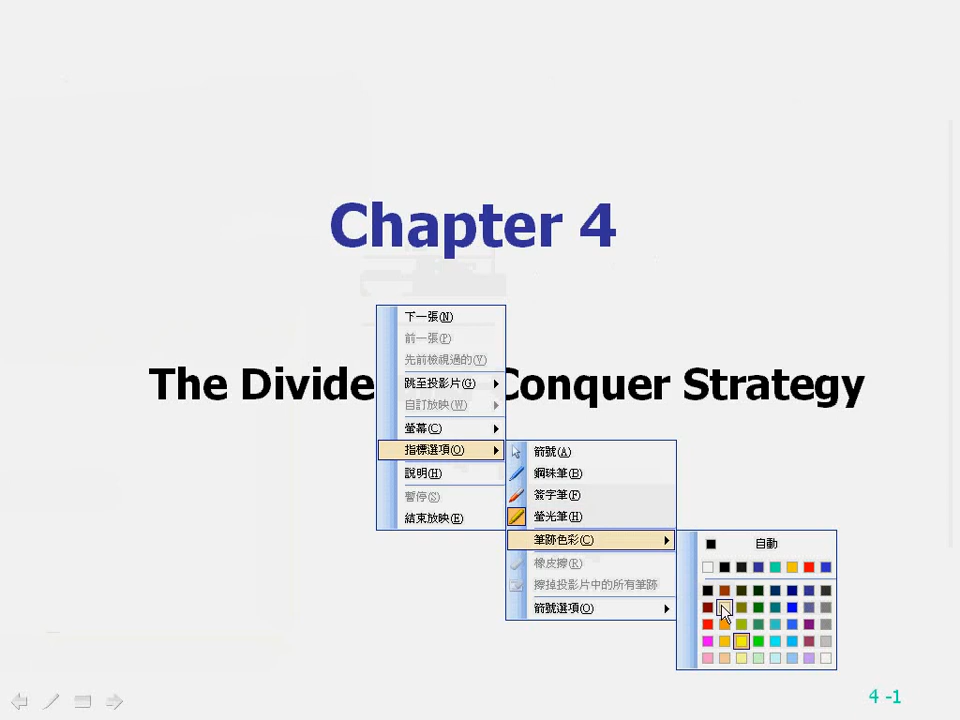 Chapter 4
The Divide Conquer Strategy
下一張(N)
前一張(P)
先前檢視過的(V)
跳至投影片(G)
自訂放映(W)
螢幕(C)
指標選項(O)
說明(H)
暫停(S)
結束放映(E)
箭號(A)
鋼珠筆(B)
簽字筆(F)
螢光筆(H)
筆跡色彩(C)
橡皮擦(R)
擦掉投影片中的所有筆跡
箭號選項(O)
自動
4 -1